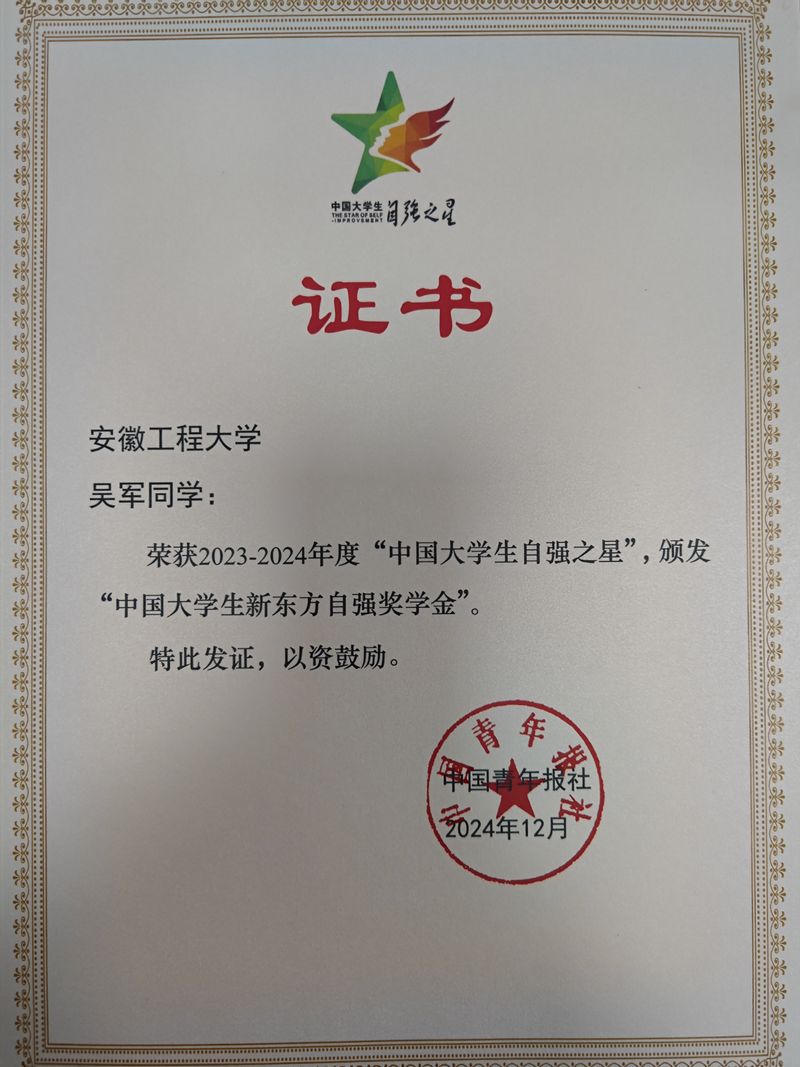 中国大学生
THE STAR OF SELF
-IMPROVEMENT
自强之星
证书
安徽工程大学
吴军同学：
荣获2023-2024年度“中国大学生自强之星”，颁发
“中国大学生新东方自强奖学金”。
特此发证，以资鼓励。
中国青年报社
中国青年报社
2024年12月